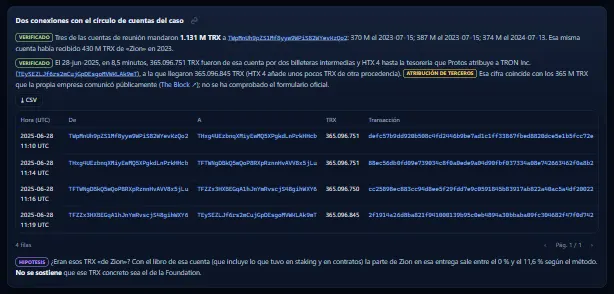 Dos conexiones con el círculo de cuentas del caso
VERIFICADO Tres de las cuentas de reunión mandaron 1.131 M TRX a TWpMnUh9pZS1Mf8yye9WPiS82WYevkzQo2: 370 M el 2023-07-15; 387 M el 2023-07-15; 374 M el 2024-07-13. Esa misma
cuenta había recibido 430 M TRX de «Zion» en 2023.
VERIFICADO El 28-jun-2025, en 8,5 minutos, 365.096.751 TRX fueron de esa cuenta por dos billeteras intermedias y HTX 4 hasta la tesorería que Protos atribuye a TRON Inc.
(TEySEZLJf6rs2mCujGpDEsgoMVWHLAk9mT), a la que llegaron 365.096.845 TRX (HTX 4 añade unos pocos TRX de otra procedencia). ATRIBUCIÓN DE TERCEROS Esa cifra coincide con los 365 M TRX
que la propia empresa comunicó públicamente (The Block ↗); no se ha comprobado el formulario oficial.
CSV
Hora (UTC) De A TRX Transacción
2025-06-28 TWpMnUh9pZS1Mf8yye9WPiS82WYevkzQo2 365.096.751
11:10 UTC
2025-06-28 365.096.751
11:14 UTC
2025-06-28 365.096.750
11:16 UTC
2025-06-28 TEySEZLJf6rs2mCujGpDEsgoMVWHLAk9mT 365.096.845
11:19 UTC
4 filas ‹ Pág. 1 / 1 ›
HIPÓTESIS ¿Eran esos TRX «de Zion»? Con el libro de esa cuenta (que incluye lo que tuvo en staking y en contratos) la parte de Zion en esa entrega sale entre el 0 % y el 11,6 % según el método.
No se sostiene que ese TRX concreto sea el de la Foundation.